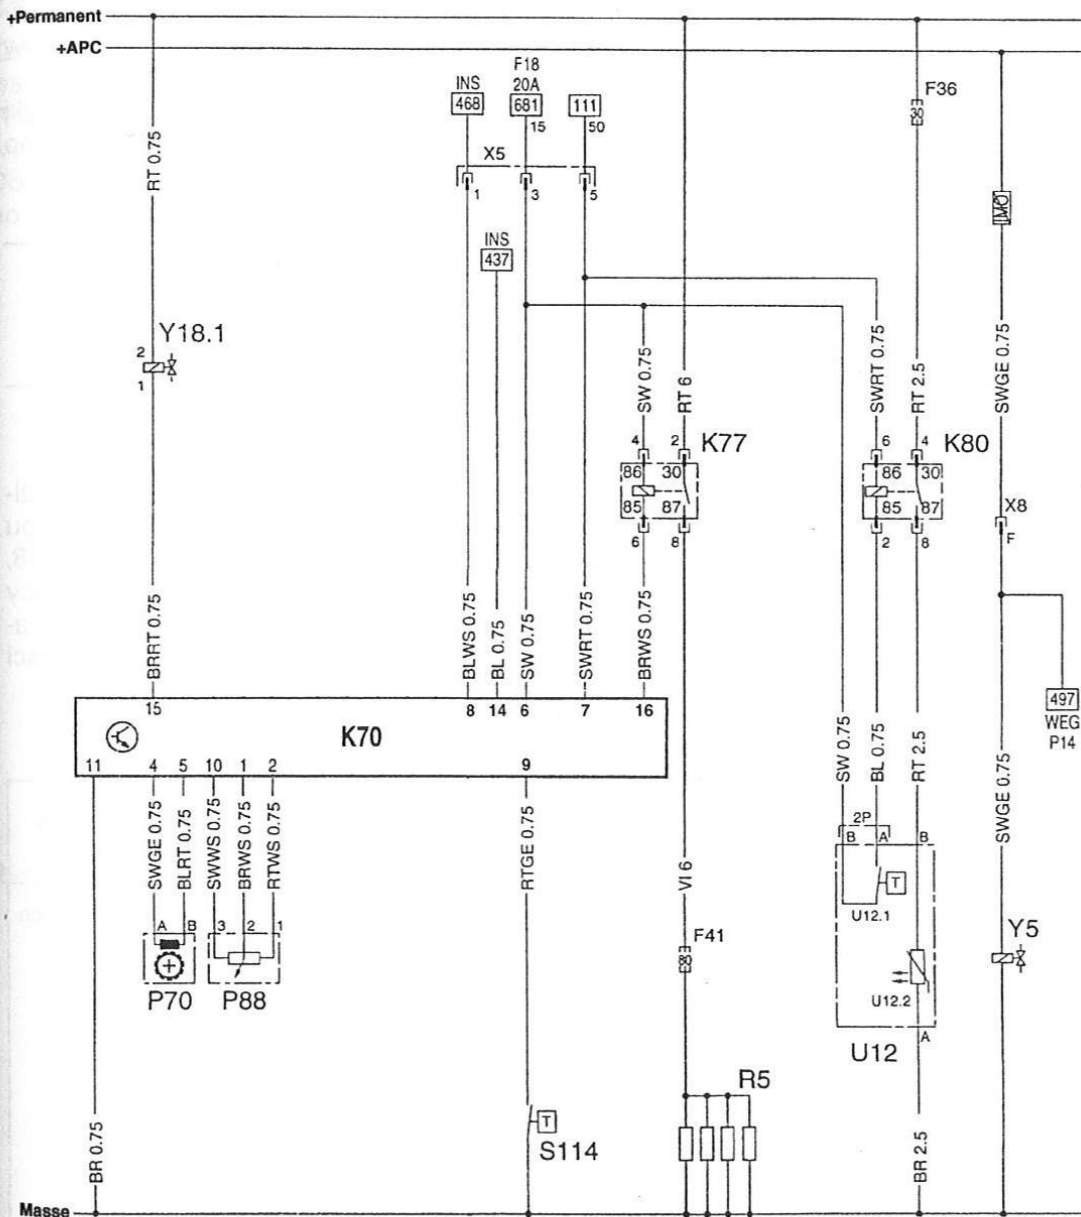 +Permanent
+APC
INS
468
F18
20A
681
15
111
50
X5
1
3
5
INS
437
F36
30
IMO
RT 0.75
Y18.1
2
1
SW 0.75
RT 6
SWRT 0.75
RT 2.5
SWGE 0.75
4
2
K77
86
30
85
87
6
8
6
4
K80
86
30
85
87
2
8
X8
F
BRRT 0.75
BLWS 0.75
BL 0.75
SW 0.75
SWRT 0.75
BRWS 0.75
497
WEG
P14
15
8
14
6
7
16
K70
11
4
5
10
1
2
9
SW 0.75
BL 0.75
RT 2.5
SWGE 0.75
SWGE 0.75
BLRT 0.75
SWWS 0.75
BRWS 0.75
RTWS 0.75
RTGE 0.75
VI 6
2P
B
A
B
T
U12.1
A
B
3
2
1
P70
P88
F41
80
U12.2
A
U12
Y5
R5
T
S114
BR 0.75
BR 2.5
Masse